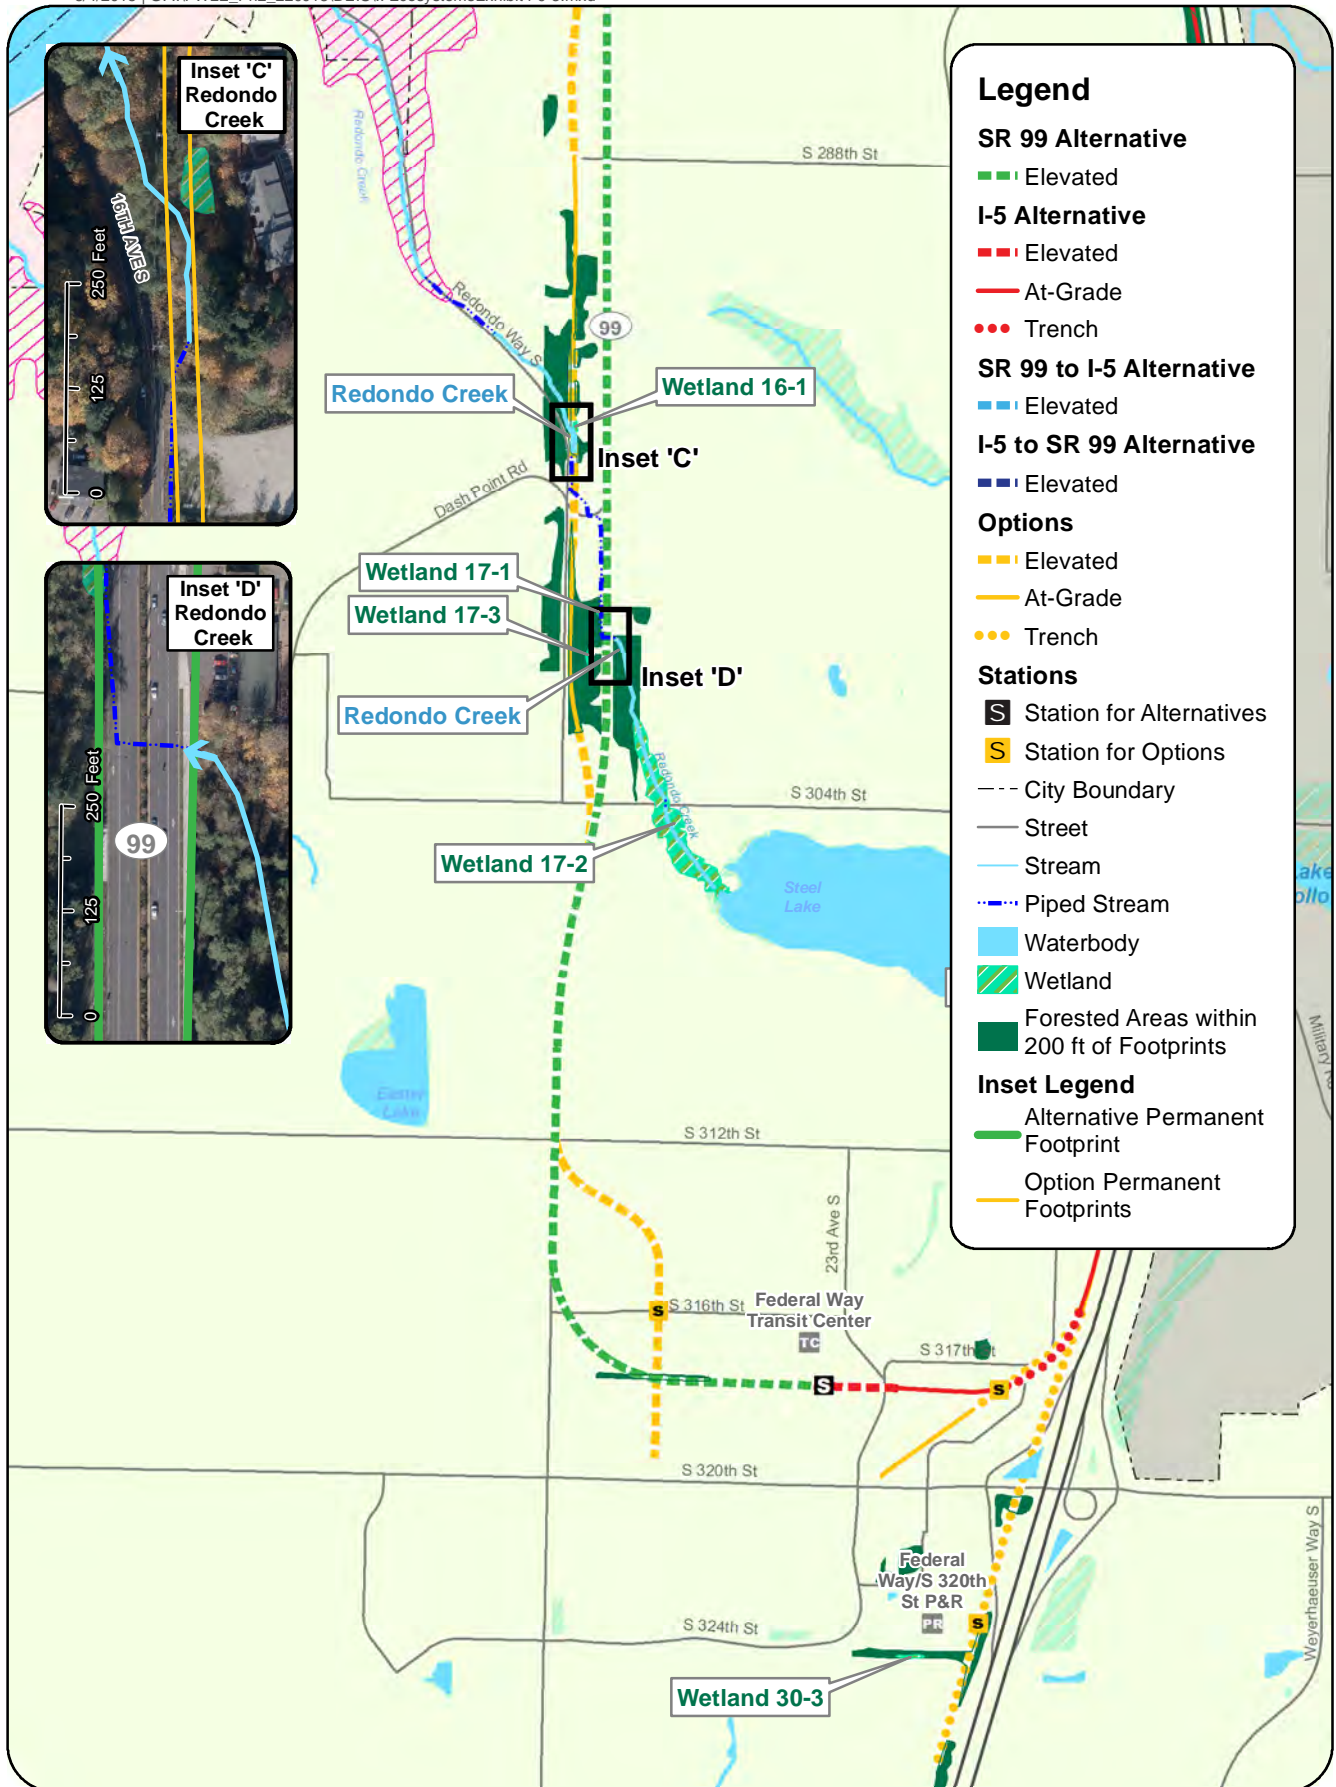 Inset 'C'
Redondo
Creek
16TH AVE S
250 Feet
125
0
Inset 'D'
Redondo
Creek
99
250 Feet
125
0
Redondo Creek
S 288th St
Redondo Way S
99
Redondo Creek
Wetland 16-1
Inset 'C'
Dash Point Rd
Wetland 17-1
Wetland 17-3
Inset 'D'
Redondo Creek
Redondo Creek
S 304th St
Wetland 17-2
Steel
Lake
Easter
Lake
S 312th St
23rd Ave S
S
S 316th St
Federal Way
Transit Center
TC
S 317th St
S
S
S 320th St
Federal
Way/S 320th
St P&R
PR
S
S 324th St
Wetland 30-3
Weyerhaeuser Way S
Military
Lake
Legend
SR 99 Alternative
Elevated
I-5 Alternative
Elevated
At-Grade
Trench
SR 99 to I-5 Alternative
Elevated
I-5 to SR 99 Alternative
Elevated
Options
Elevated
At-Grade
Trench
Stations
S Station for Alternatives
S Station for Options
City Boundary
Street
Stream
Piped Stream
Waterbody
Wetland
Forested Areas within
200 ft of Footprints
Inset Legend
Alternative Permanent
Footprint
Option Permanent
Footprints